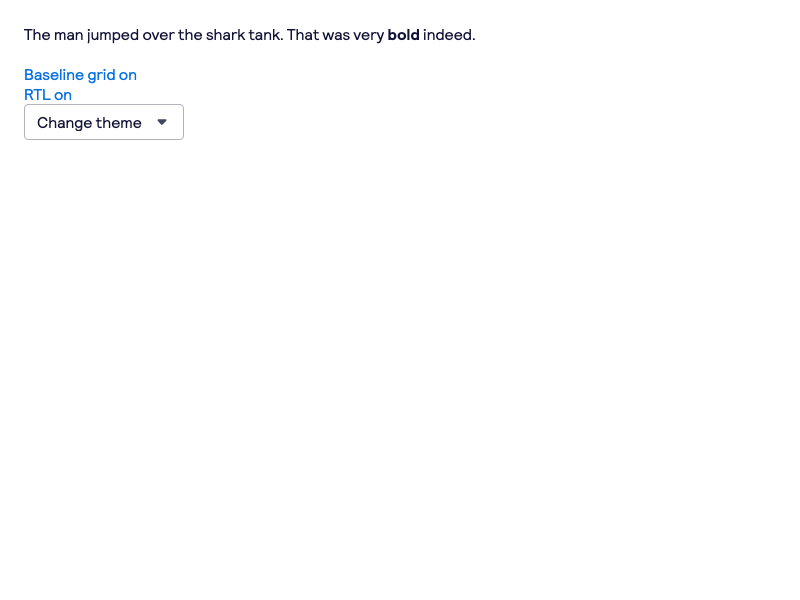 The man jumped over the shark tank. That was very bold indeed.
Baseline grid on
RTL on
Change theme